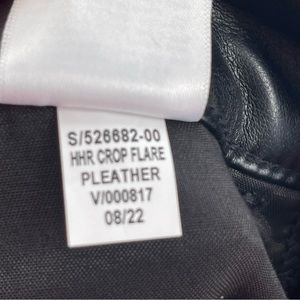 S/526682-00
HHR CROP FLARE
PLEATHER
V/000817
08/22